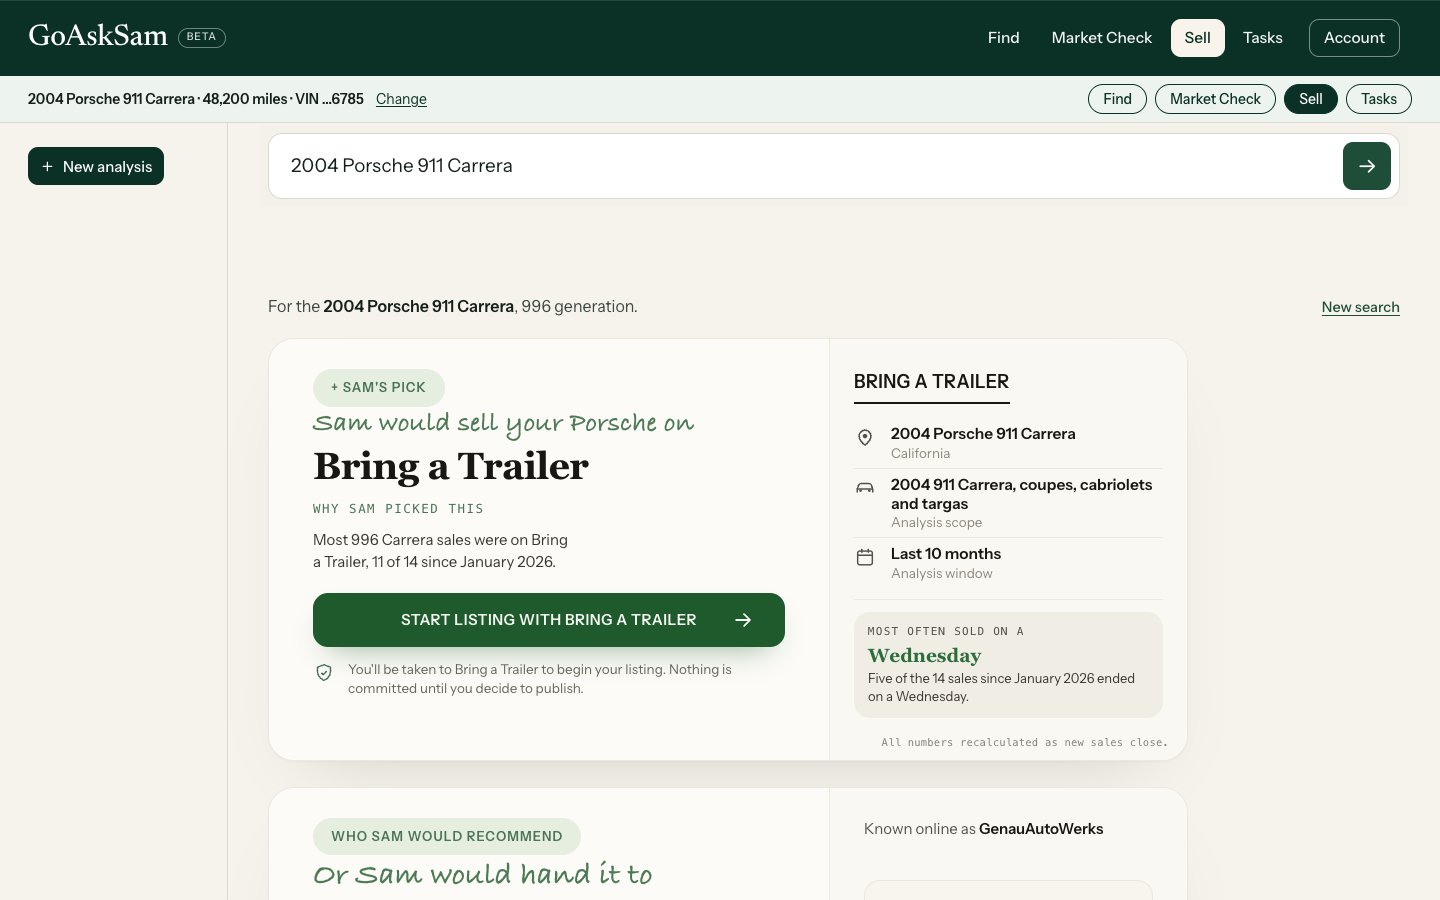 GoAskSam BETA
Find Market Check Sell Tasks Account
2004 Porsche 911 Carrera · 48,200 miles · VIN ...6785 Change
Find Market Check Sell Tasks
+ New analysis
2004 Porsche 911 Carrera
For the 2004 Porsche 911 Carrera, 996 generation.
New search
+ SAM'S PICK
Sam would sell your Porsche on
Bring a Trailer
WHY SAM PICKED THIS
Most 996 Carrera sales were on Bring
a Trailer, 11 of 14 since January 2026.
START LISTING WITH BRING A TRAILER
You'll be taken to Bring a Trailer to begin your listing. Nothing is
committed until you decide to publish.
BRING A TRAILER
2004 Porsche 911 Carrera
California
2004 911 Carrera, coupes, cabriolets
and targas
Analysis scope
Last 10 months
Analysis window
MOST OFTEN SOLD ON A
Wednesday
Five of the 14 sales since January 2026 ended
on a Wednesday.
All numbers recalculated as new sales close.
WHO SAM WOULD RECOMMEND
Or Sam would hand it to
Known online as GenauAutoWerks